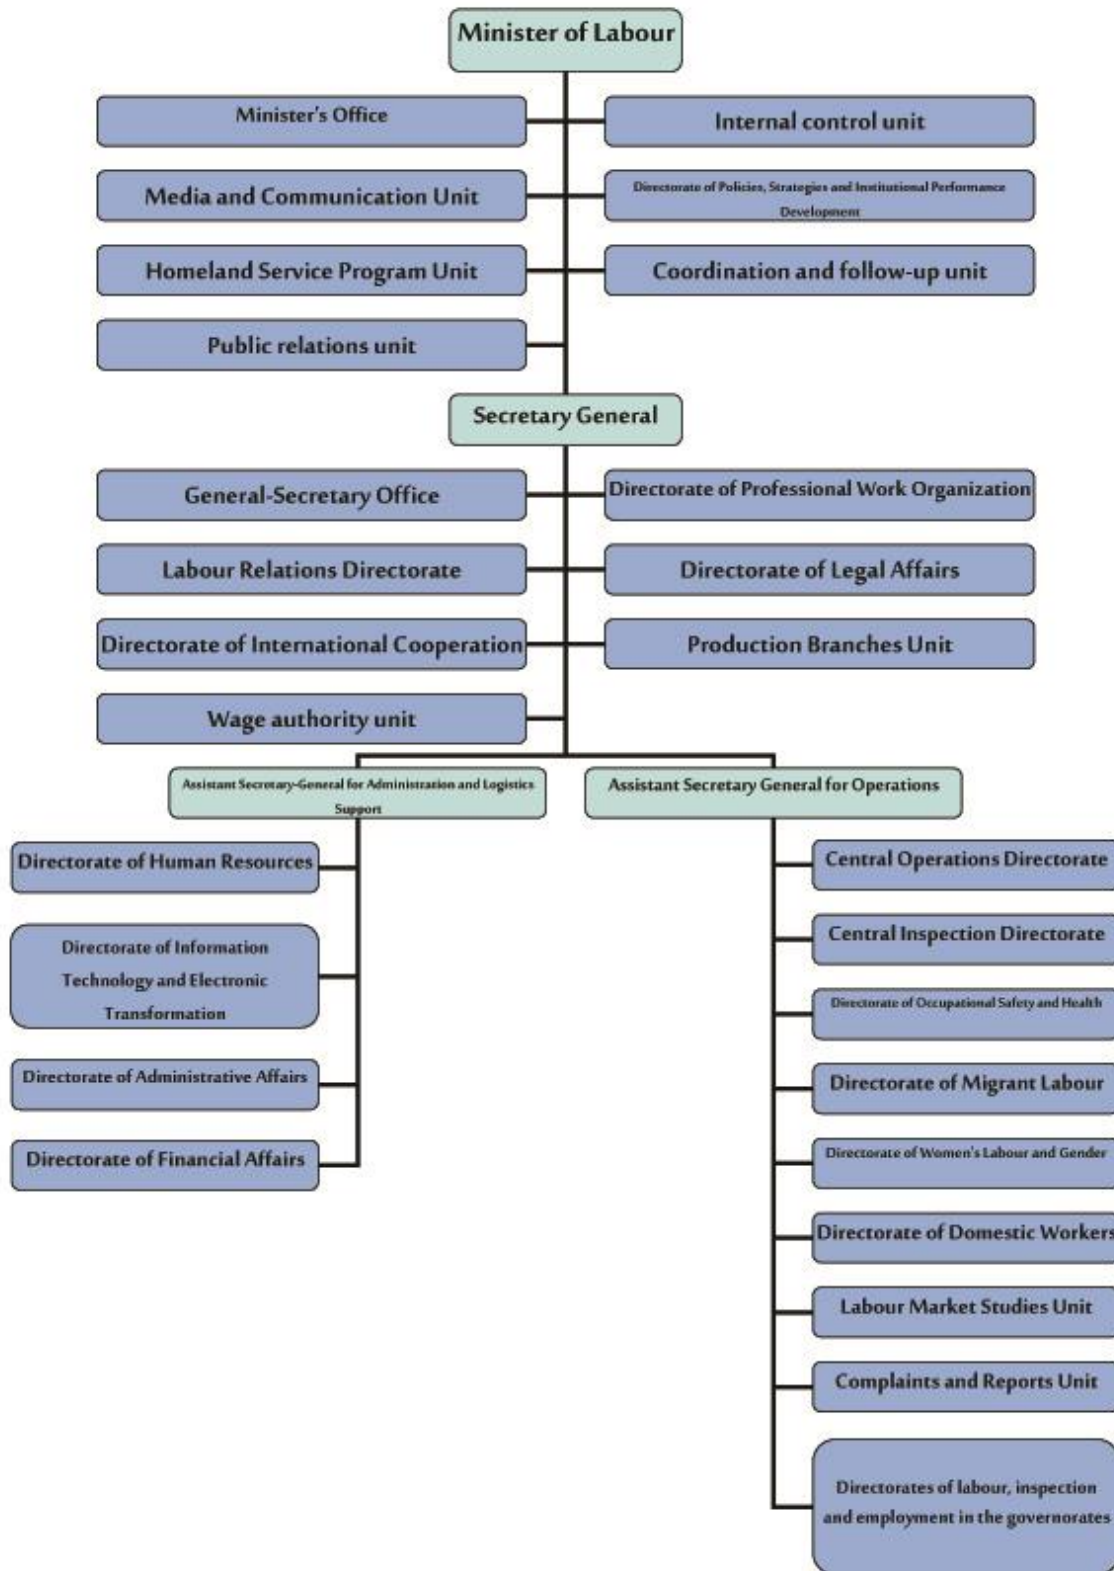 Minister of Labour
Minister's Office
Internal control unit
Media and Communication Unit
Directorate of Policies, Strategies and Institutional Performance
Development
Homeland Service Program Unit
Coordination and follow-up unit
Public relations unit
Secretary General
General-Secretary Office
Directorate of Professional Work Organization
Labour Relations Directorate
Directorate of Legal Affairs
Directorate of International Cooperation
Production Branches Unit
Wage authority unit
Assistant Secretary-General for Administration and Logistics
Support
Directorate of Human Resources
Directorate of Information
Technology and Electronic
Transformation
Directorate of Administrative Affairs
Directorate of Financial Affairs
Assistant Secretary General for Operations
Central Operations Directorate
Central Inspection Directorate
Directorate of Occupational Safety and Health
Directorate of Migrant Labour
Directorate of Women's Labour and Gender
Directorate of Domestic Workers
Labour Market Studies Unit
Complaints and Reports Unit
Directorates of labour, inspection
and employment in the governorates